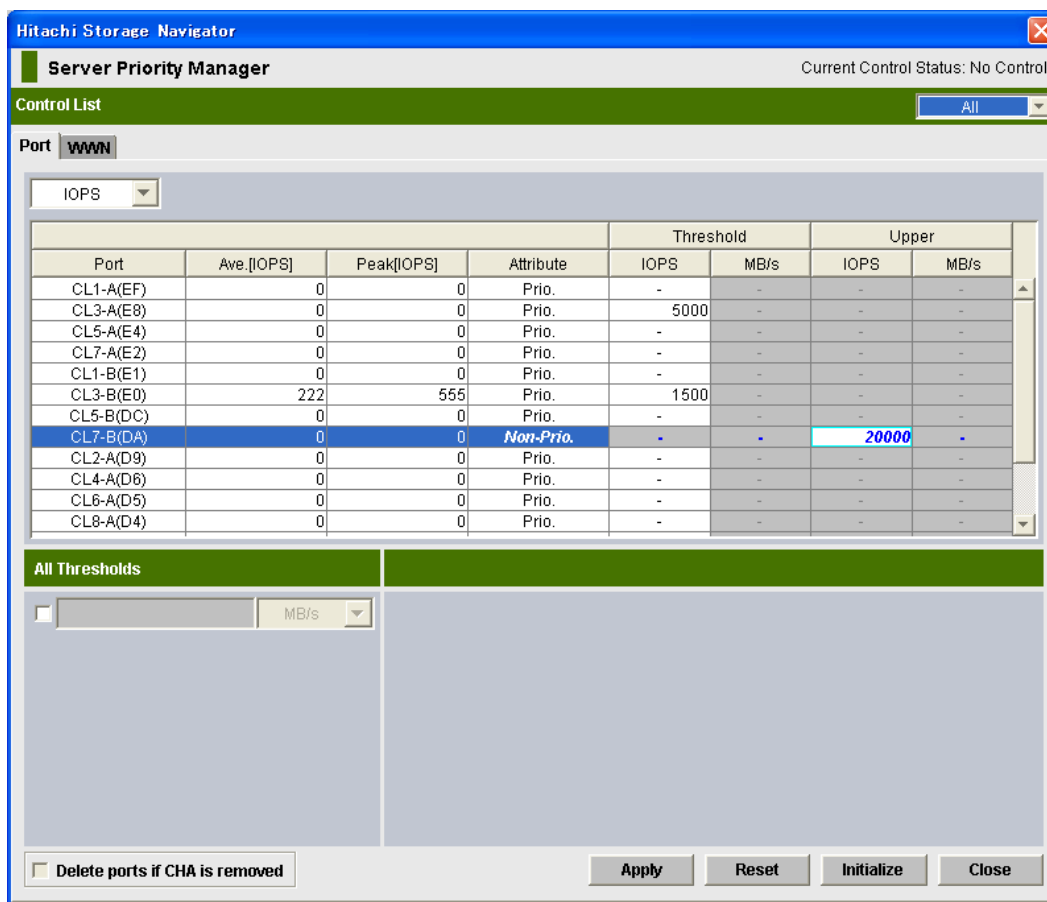 Hitachi Storage Navigator
Server Priority Manager Current Control Status: No Control
Control List All
Port WWN
IOPS
Threshold Upper
Port Ave.[IOPS] Peak[IOPS] Attribute IOPS MB/s IOPS MB/s
CL1-A(EF) 0 0 Prio. - - - -
CL3-A(E8) 0 0 Prio. 5000 - - -
CL5-A(E4) 0 0 Prio. - - - -
CL7-A(E2) 0 0 Prio. - - - -
CL1-B(E1) 0 0 Prio. - - - -
CL3-B(E0) 222 555 Prio. 1500 - - -
CL5-B(DC) 0 0 Prio. - - - -
CL7-B(DA) 0 0 Non-Prio. - - 20000 -
CL2-A(D9) 0 0 Prio. - - - -
CL4-A(D6) 0 0 Prio. - - - -
CL6-A(D5) 0 0 Prio. - - - -
CL8-A(D4) 0 0 Prio. - - - -
All Thresholds
MB/s
Delete ports if CHA is removed Apply Reset Initialize Close